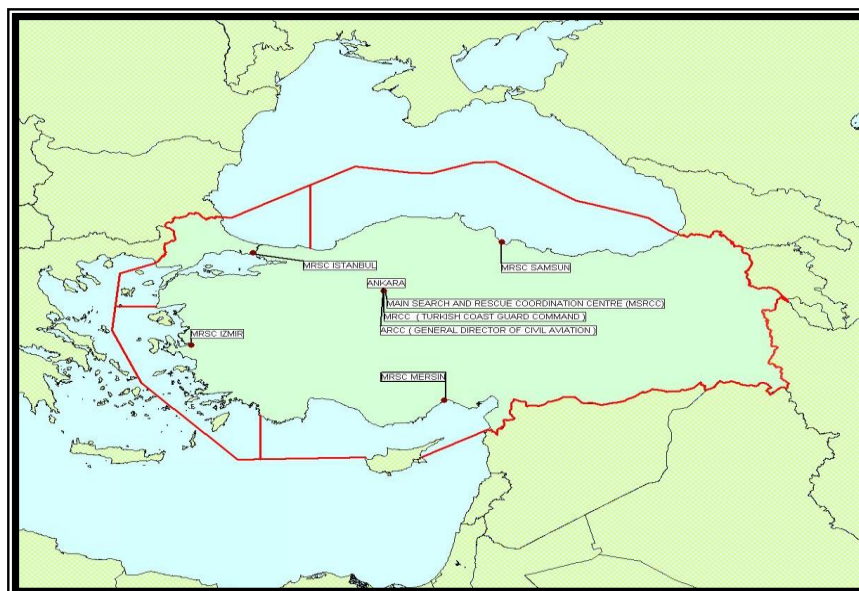 MRSC ISTANBUL
MRSC SAMSUN
ANKARA
MAIN SEARCH AND RESCUE COORDINATION CENTRE (MSRCC)
MRCC ( TURKISH COAST GUARD COMMAND )
ARCC ( GENERAL DIRECTOR OF CIVIL AVIATION )
MRSC IZMIR
MRSC MERSIN